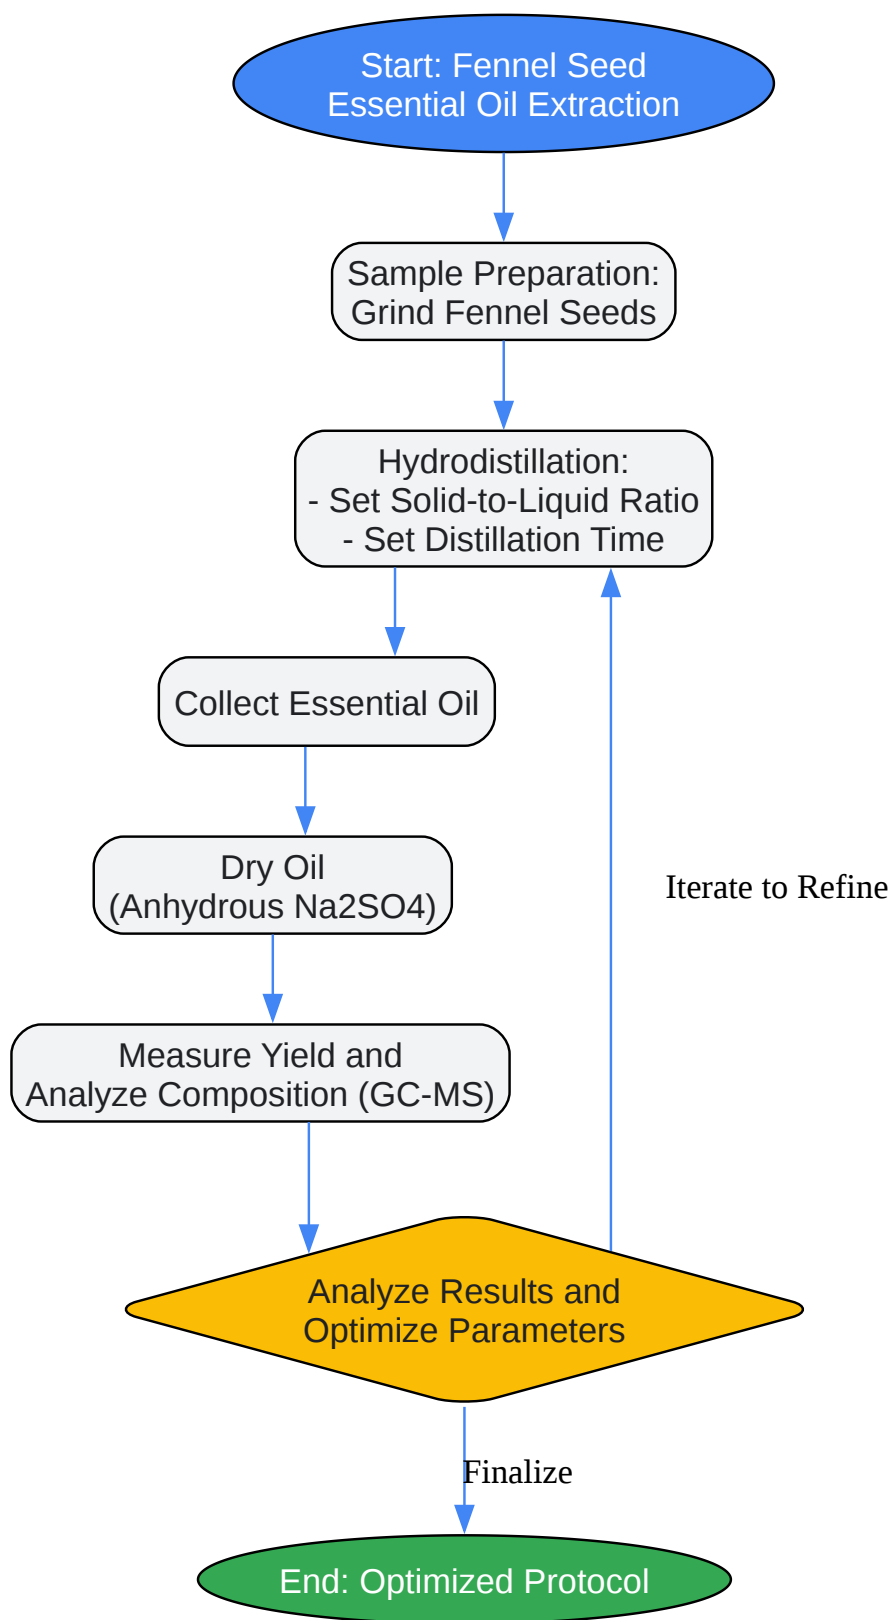 Start: Fennel Seed
Essential Oil Extraction
Sample Preparation:
Grind Fennel Seeds
Hydrodistillation:
- Set Solid-to-Liquid Ratio
- Set Distillation Time
Collect Essential Oil
Dry Oil
(Anhydrous Na2SO4)
Iterate to Refine
Measure Yield and
Analyze Composition (GC-MS)
Analyze Results and
Optimize Parameters
Finalize
End: Optimized Protocol